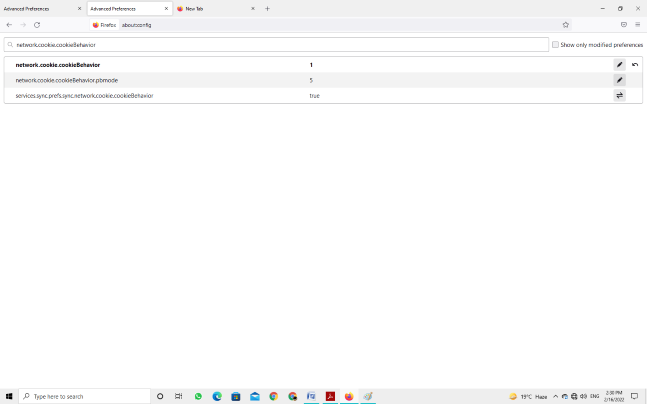 Advanced Preferences
Advanced Preferences
New Tab
Firefox about:config
network.cookie.cookieBehavior
Show only modified preferences
network.cookie.cookieBehavior 1
network.cookie.cookieBehavior.pbmode 5
services.sync.prefs.sync.network.cookie.cookieBehavior true
Type here to search
19°C Haze
ENG
2:30 PM
2/16/2022